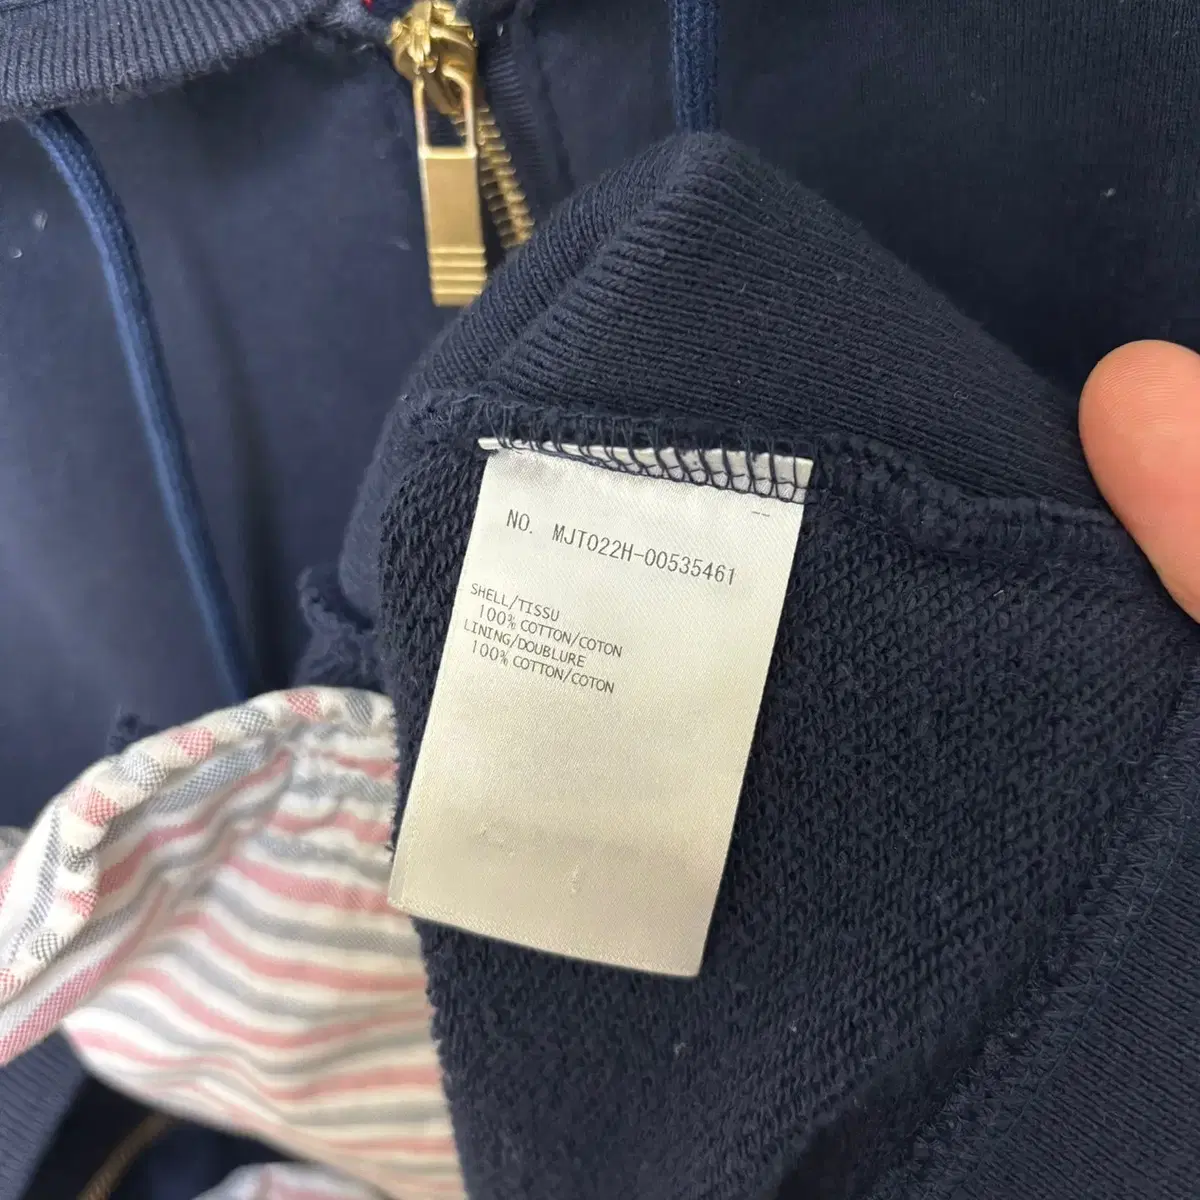 NO. MJT022H-00535461
SHELL/TISSU
100% COTTON/COTON
LINING/DOUBLURE
100% COTTON/COTON